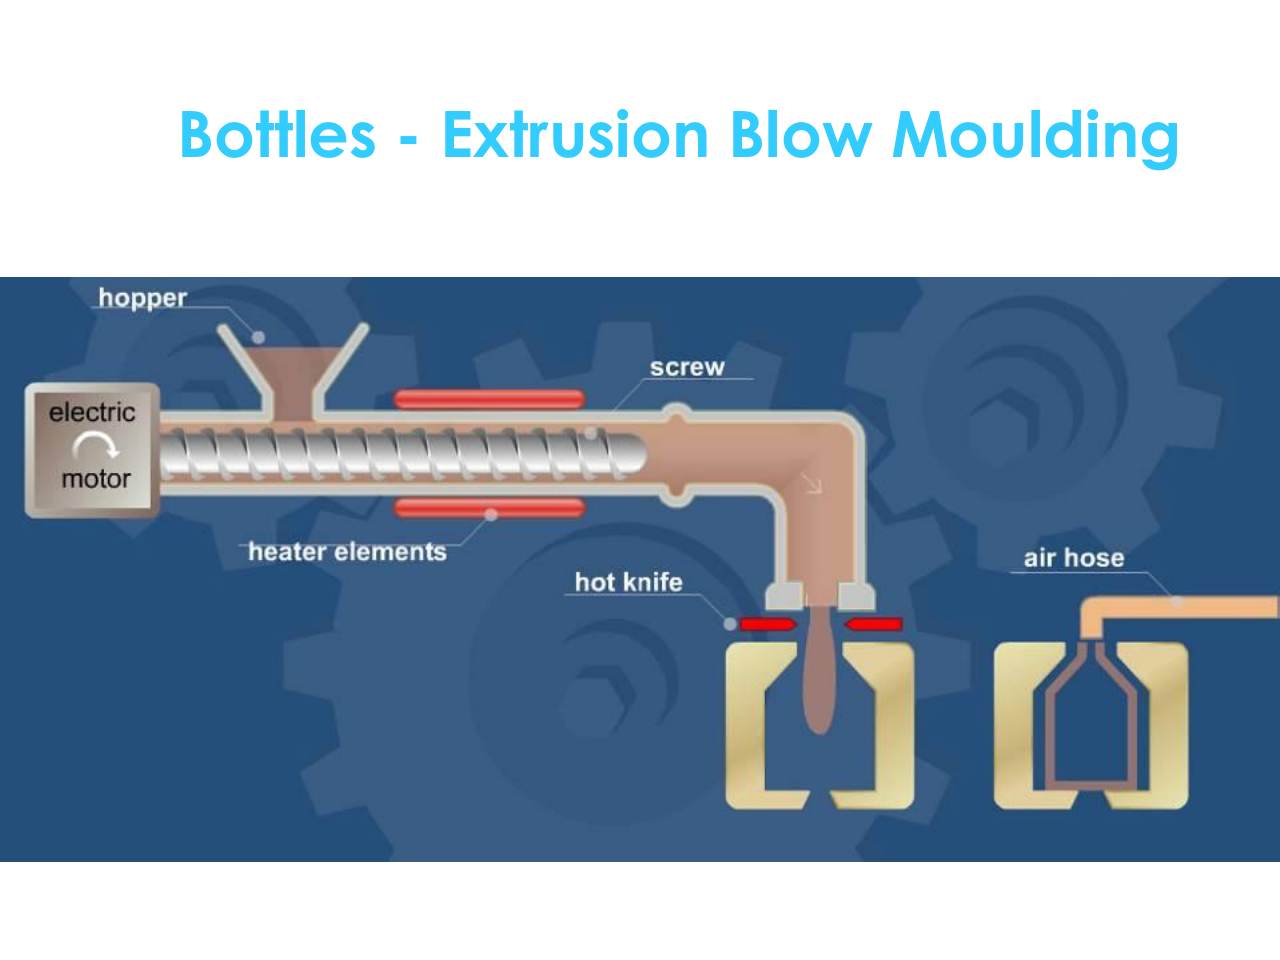 Bottles - Extrusion Blow Moulding
hopper
screw
electric
motor
heater elements
hot knife
air hose